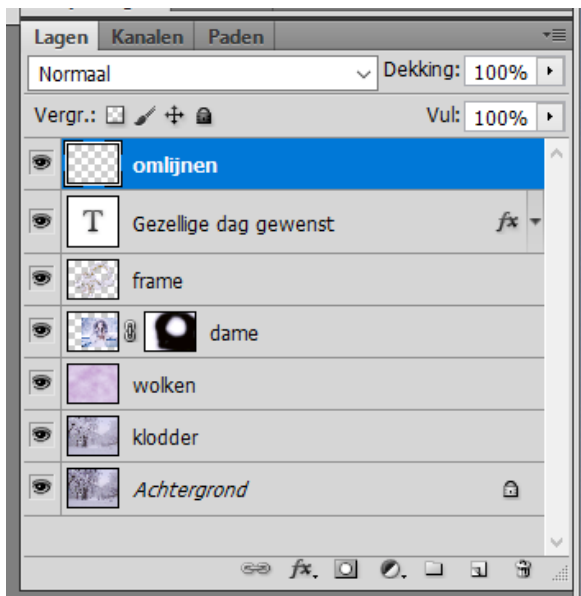 Lagen Kanalen Paden
Normaal Dekking: 100%
Vergr.: Vul: 100%
omlijnen
T Gezellige dag gewenst fx
frame
dame
wolken
klodder
Achtergrond
fx.